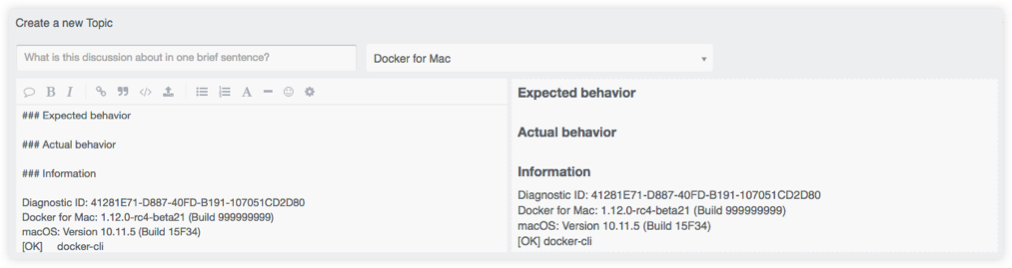 Create a new Topic
What is this discussion about in one brief sentence?
Docker for Mac
### Expected behavior
### Actual behavior
### Information
Diagnostic ID: 41281E71-D887-40FD-B191-107051CD2D80
Docker for Mac: 1.12.0-rc4-beta21 (Build 999999999)
macOS: Version 10.11.5 (Build 15F34)
[OK] docker-cli
Expected behavior
Actual behavior
Information
Diagnostic ID: 41281E71-D887-40FD-B191-107051CD2D80
Docker for Mac: 1.12.0-rc4-beta21 (Build 999999999)
macOS: Version 10.11.5 (Build 15F34)
[OK] docker-cli